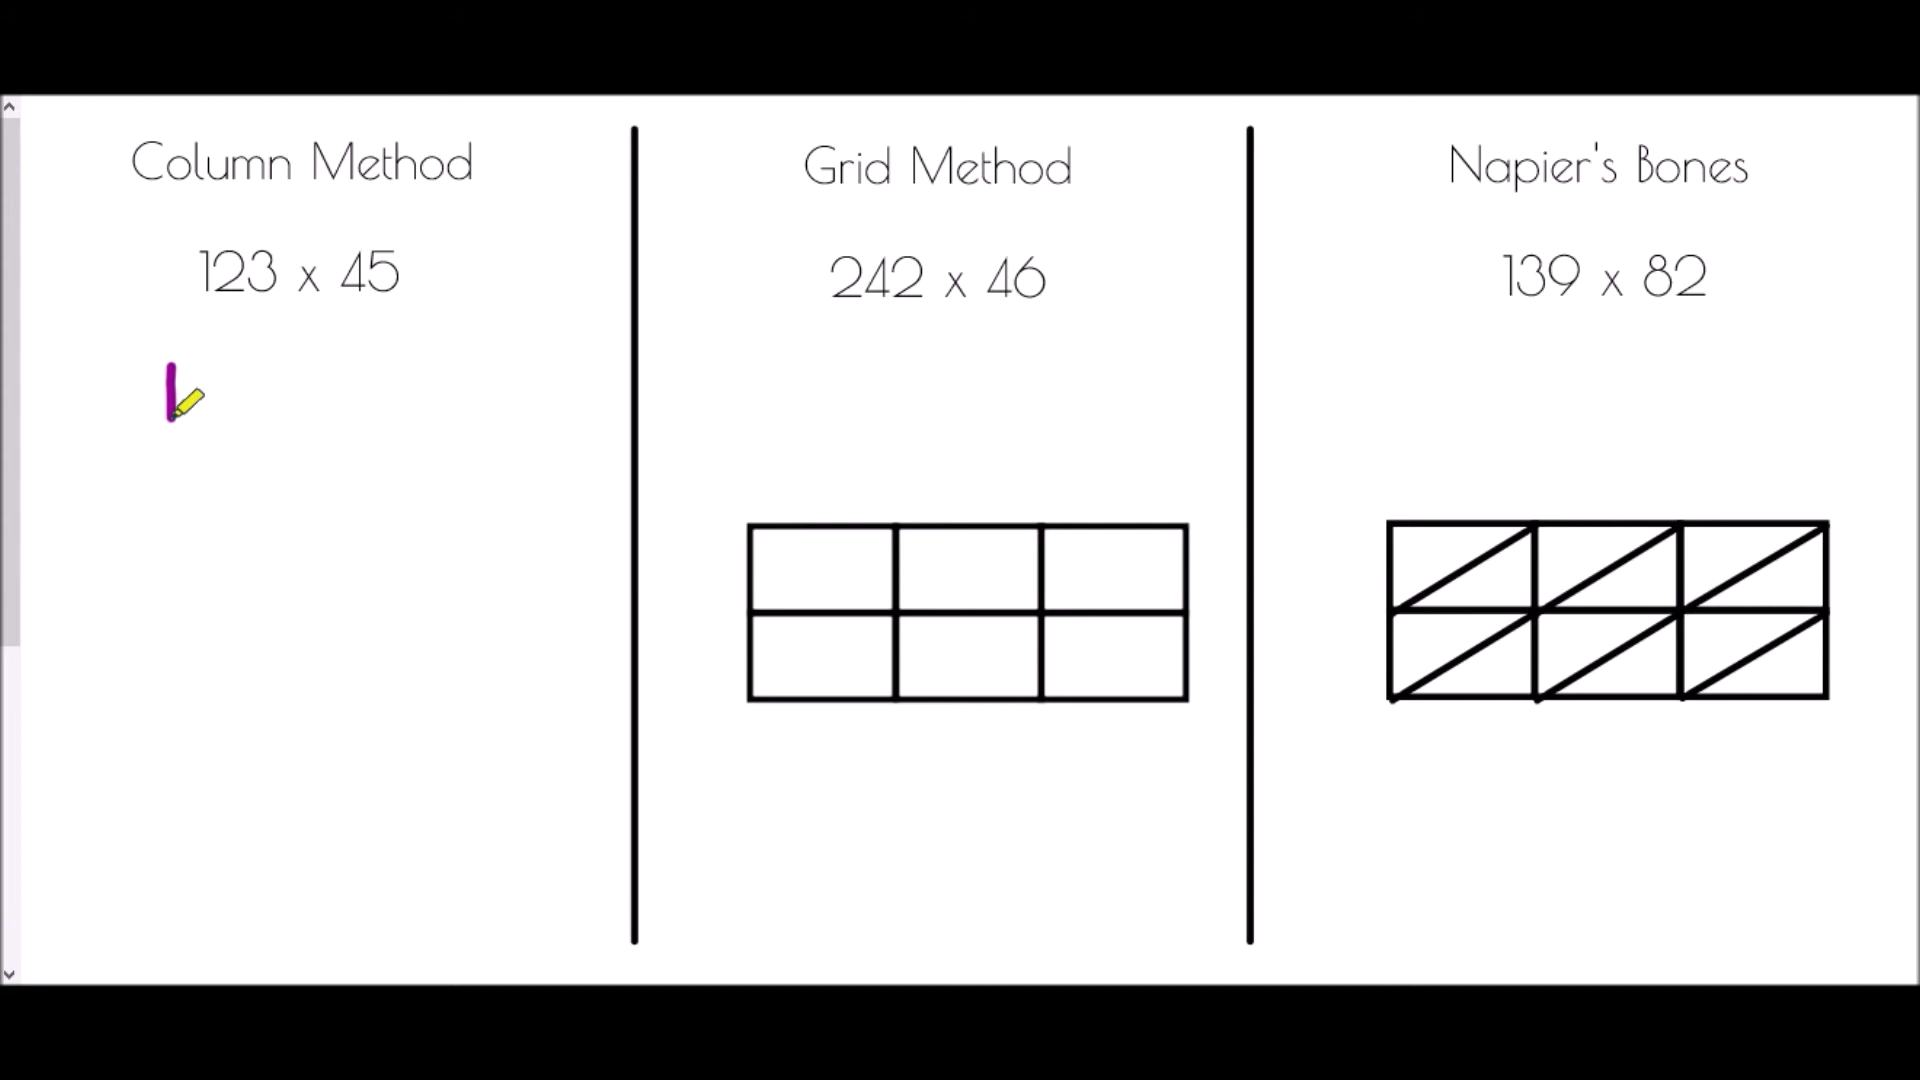 Column Method
123 x 45
Grid Method
242 x 46
Napier's Bones
139 x 82